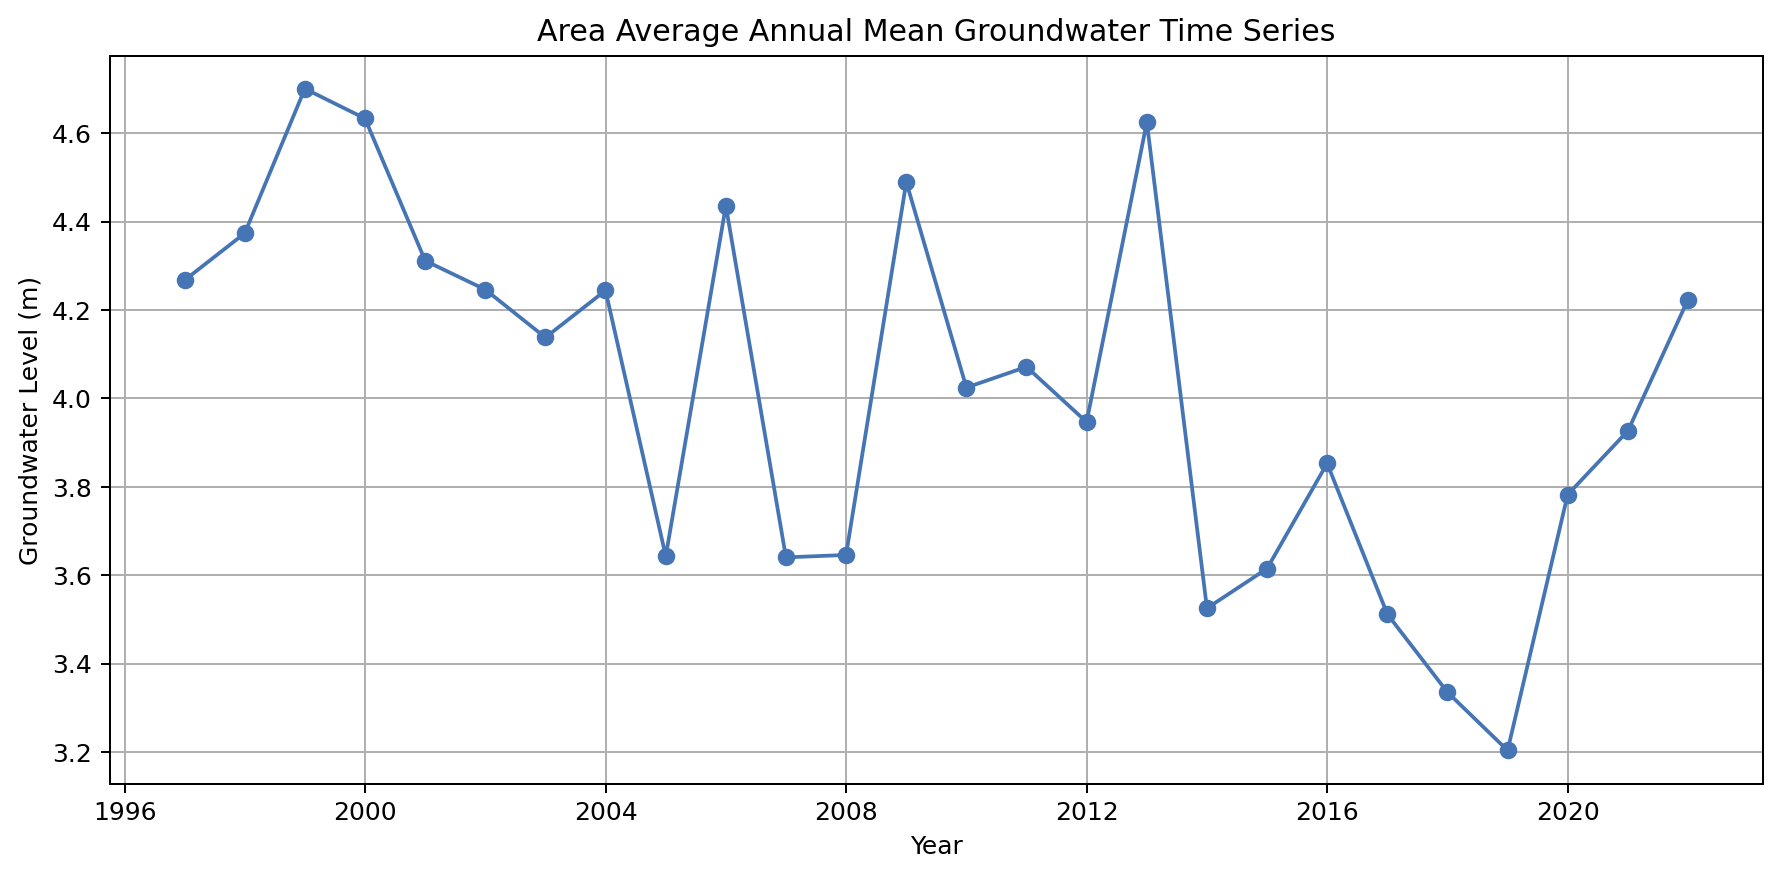 Area Average Annual Mean Groundwater Time Series
Groundwater Level (m)
4.6
4.4
4.2
4.0
3.8
3.6
3.4
3.2
1996 2000 2004 2008 2012 2016 2020
Year